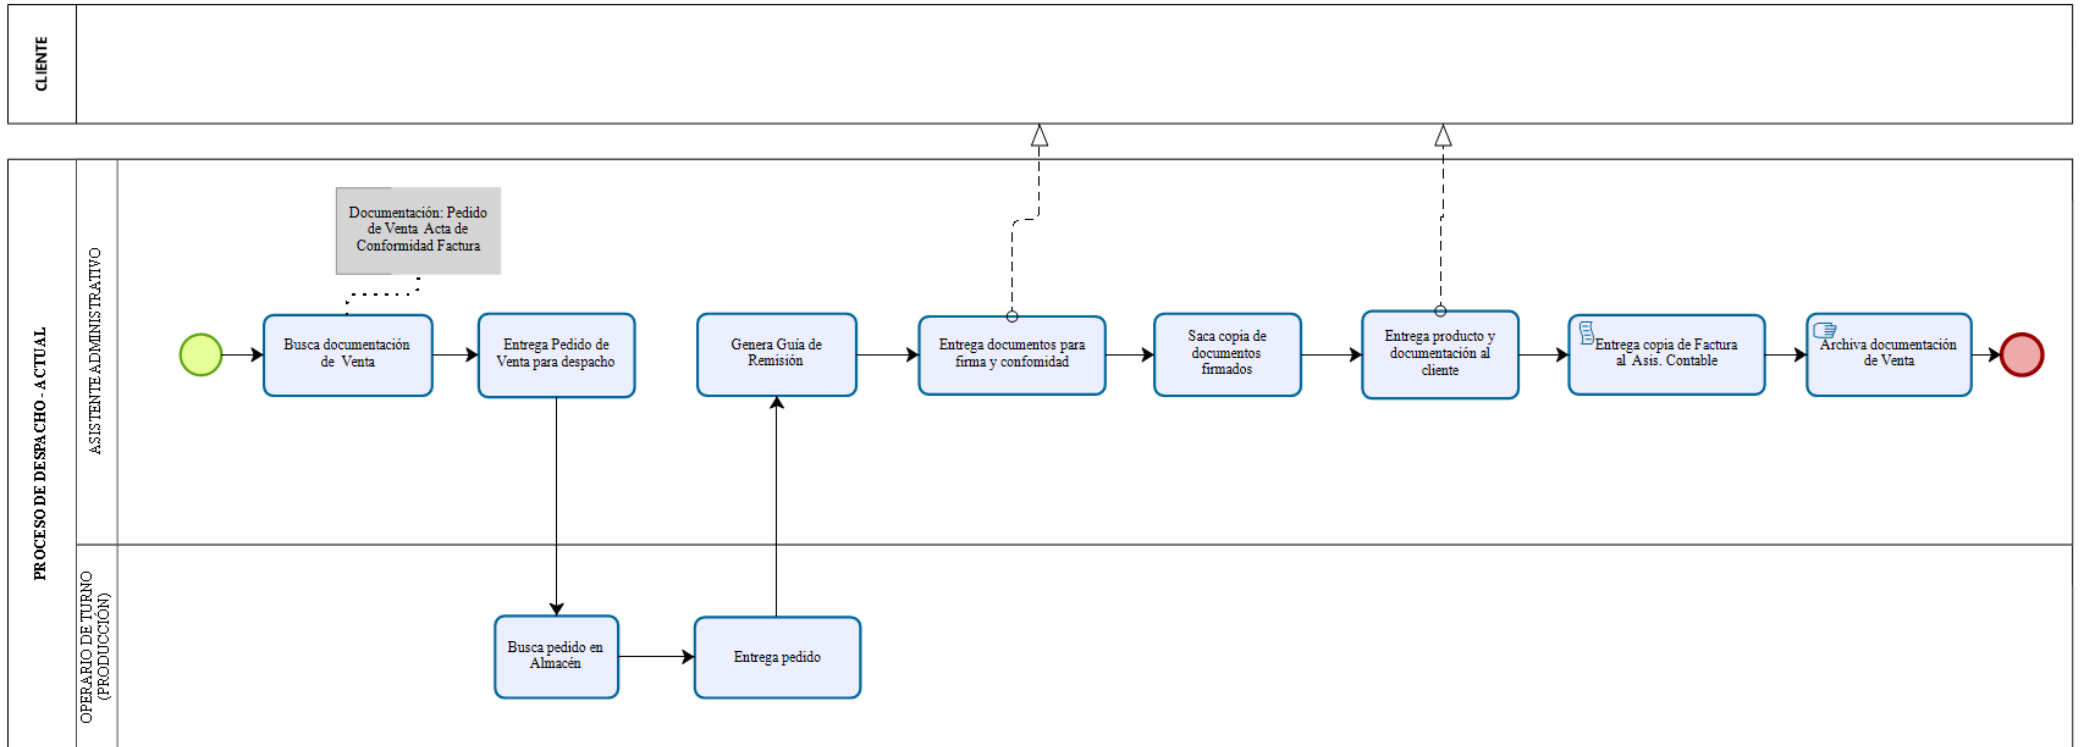 CLIENTE
PROCESO DE DESPACHO - ACTUAL
ASISTENTE ADMINISTRATIVO
Documentación: Pedido
de Venta Acta de
Conformidad Factura
Busca documentación
de Venta
Entrega Pedido de
Venta para despacho
Genera Guía de
Remisión
Entrega documentos para
firma y confomidad
Saca copia de
documentos
firmados
Entrega producto y
documentación al
cliente
Entrega copia de Factura
al Asis. Contable
Archiva documentación
de Venta
OPERARIO DE TURNO
(PRODUCCIÓN)
Busca pedido en
Almacén
Entrega pedido